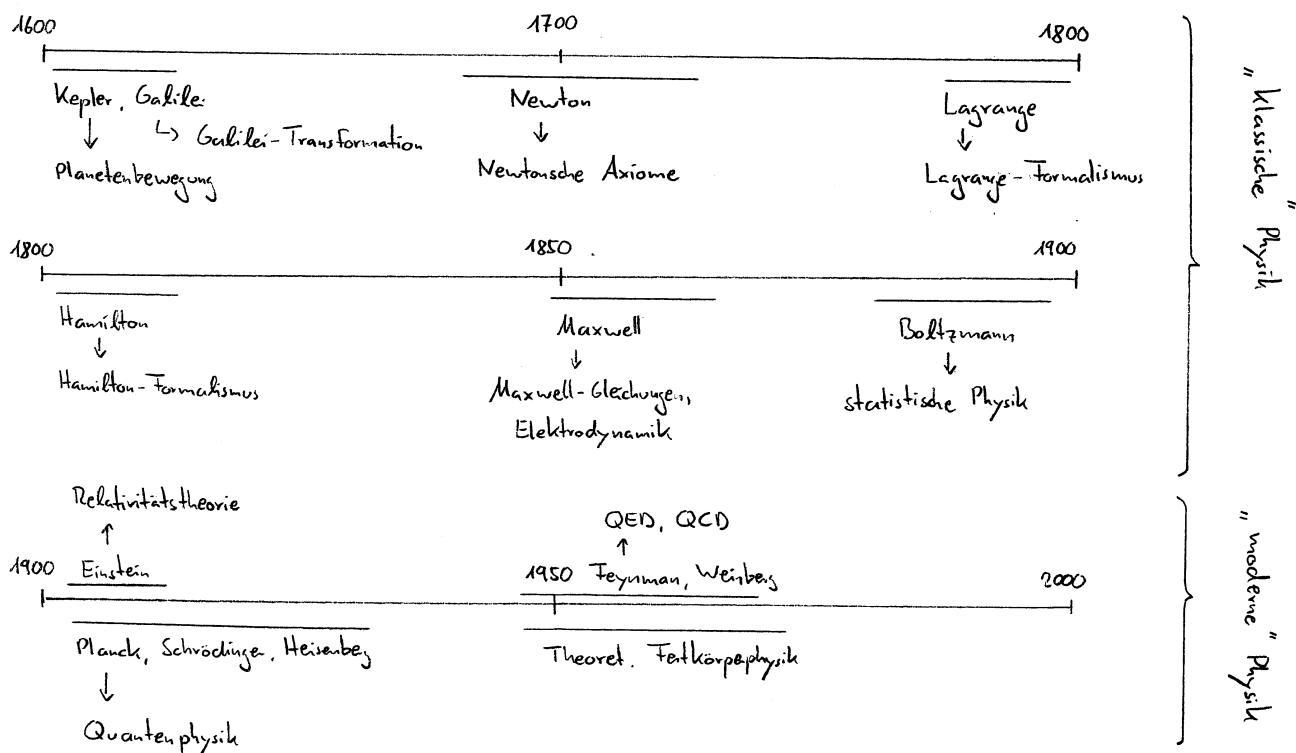 1600 1700 1800
Kepler, Galilei Newton Lagrange
↓ ↳ Galilei-Transformation ↓ ↓
Planetenbewegung Newtonsche Axiome Lagrange-Formalismus
1800 1850 1900
Hamilton Maxwell Boltzmann
↓ ↓ ↓
Hamilton-Formalismus Maxwell-Gleichungen, statistische Physik
Elektrodynamik
„klassische" Physik
Relativitätstheorie QED, QCD
↑ ↑
1900 Einstein 1950 Feynman, Weinberg 2000
Planck, Schrödinger, Heisenberg Theoret. Festkörperphysik
↓
Quantenphysik
„moderne" Physik